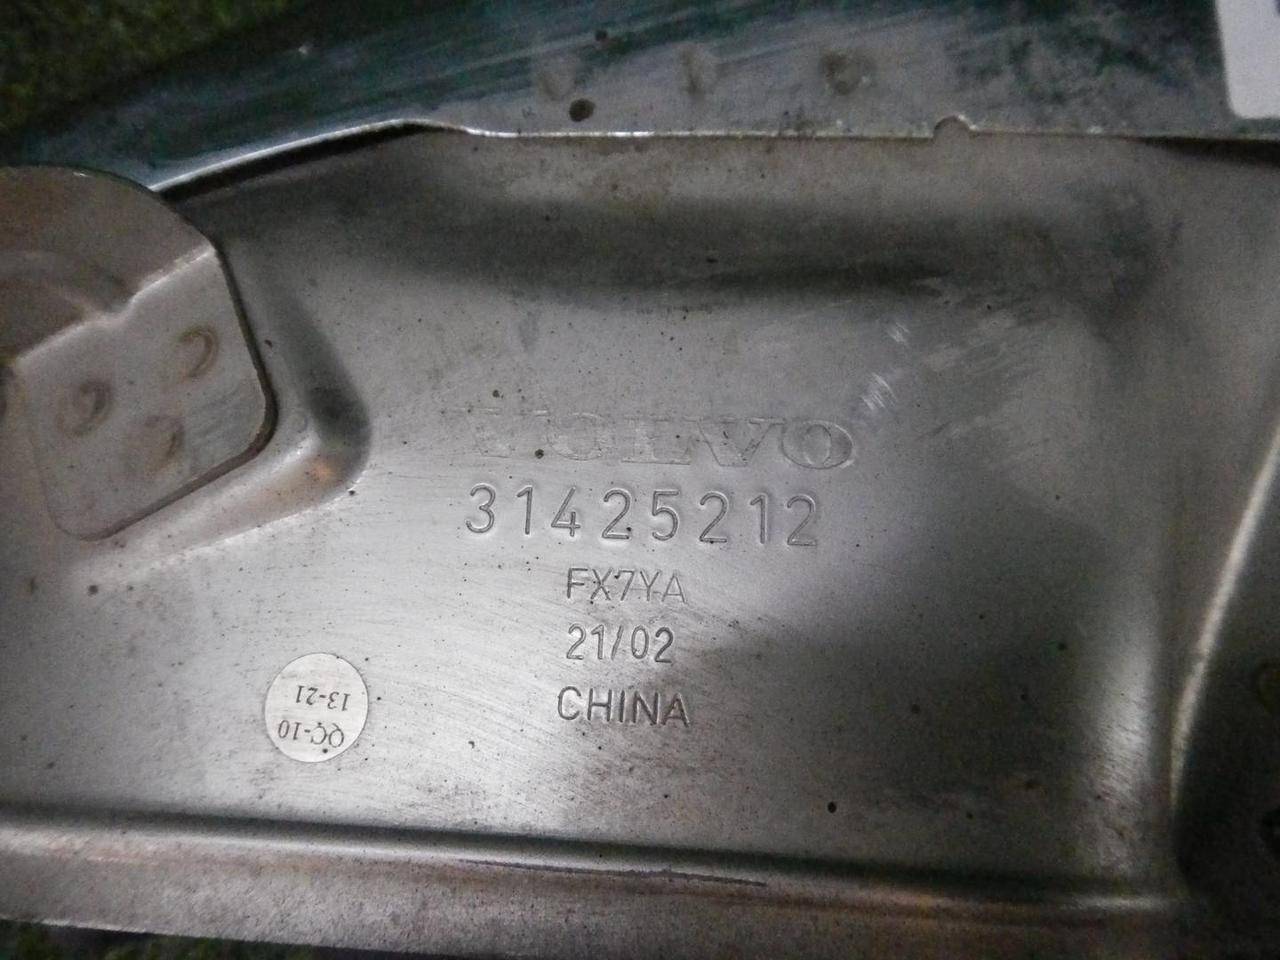 VOLVO
31425212
FX7YA
21/02
CHINA
QC-10
13-21